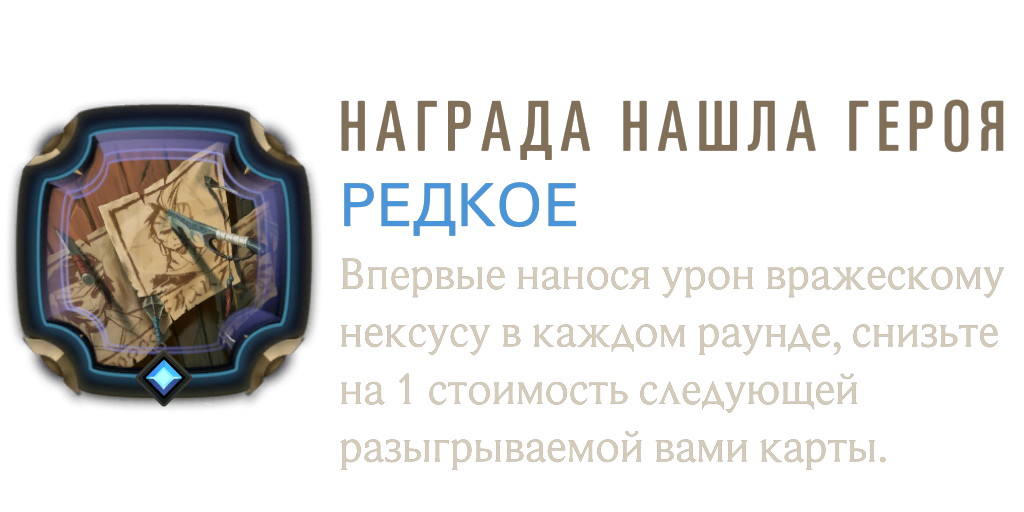 НАГРАДА НАШЛА ГЕРОЯ
РЕДКОЕ
Впервые нанося урон вражескому
нексусу в каждом раунде, снизьте
на 1 стоимость следующей
разыгрываемой вами карты.